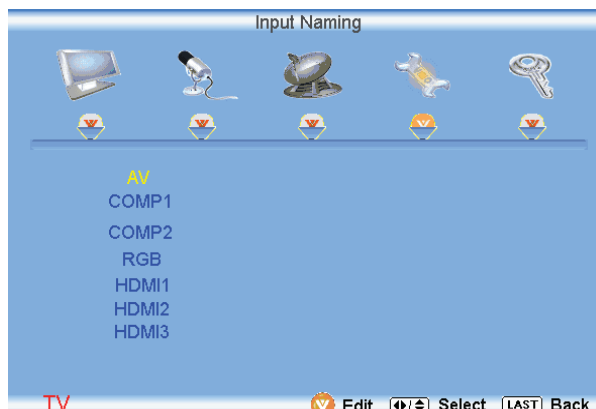 Input Naming
AV
COMP1
COMP2
RGB
HDMI1
HDMI2
HDMI3
TV Edit Select LAST Back